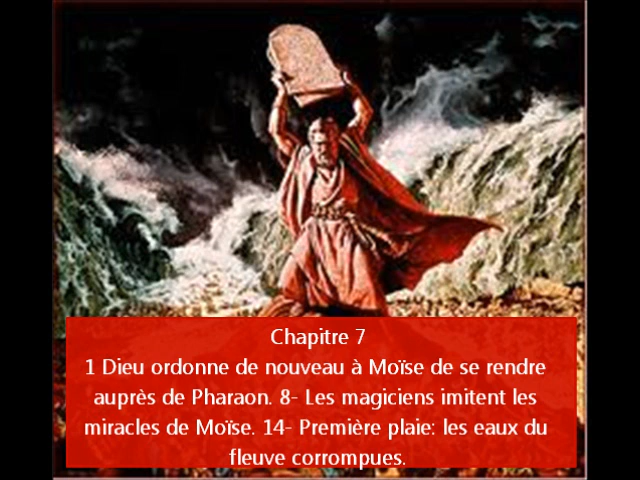 Chapitre 7
1 Dieu ordonne de nouveau à Moïse de se rendre
auprès de Pharaon. 8- Les magiciens imitent les
miracles de Moïse. 14- Première plaie: les eaux du
fleuve corrompues.